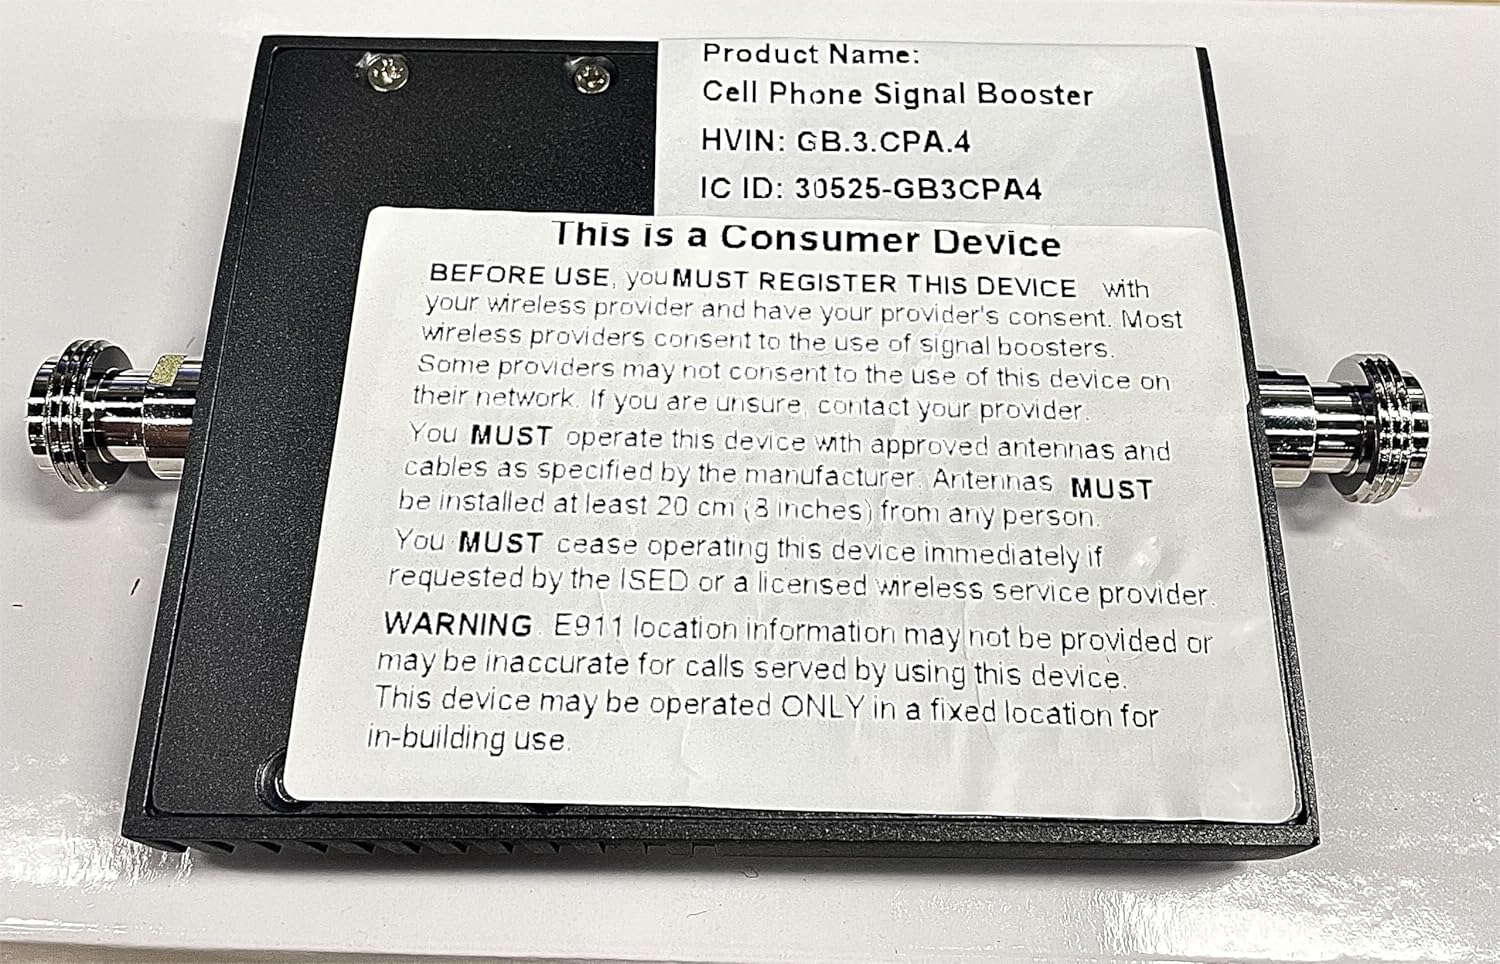 Product Name:
Cell Phone Signal Booster
HVIN: GB.3.CPA.4
IC ID: 30525-GB3CPA4
This is a Consumer Device
BEFORE USE, you MUST REGISTER THIS DEVICE with
your wireless provider and have your provider's consent. Most
wireless providers consent to the use of signal boosters.
Some providers may not consent to the use of this device on
their network. If you are unsure, contact your provider.
You MUST operate this device with approved antennas and
cables as specified by the manufacturer. Antennas MUST
be installed at least 20 cm (8 inches) from any person.
You MUST cease operating this device immediately if
requested by the ISED or a licensed wireless service provider.
WARNING. E911 location information may not be provided or
may be inaccurate for calls served by using this device.
This device may be operated ONLY in a fixed location for
in-building use.